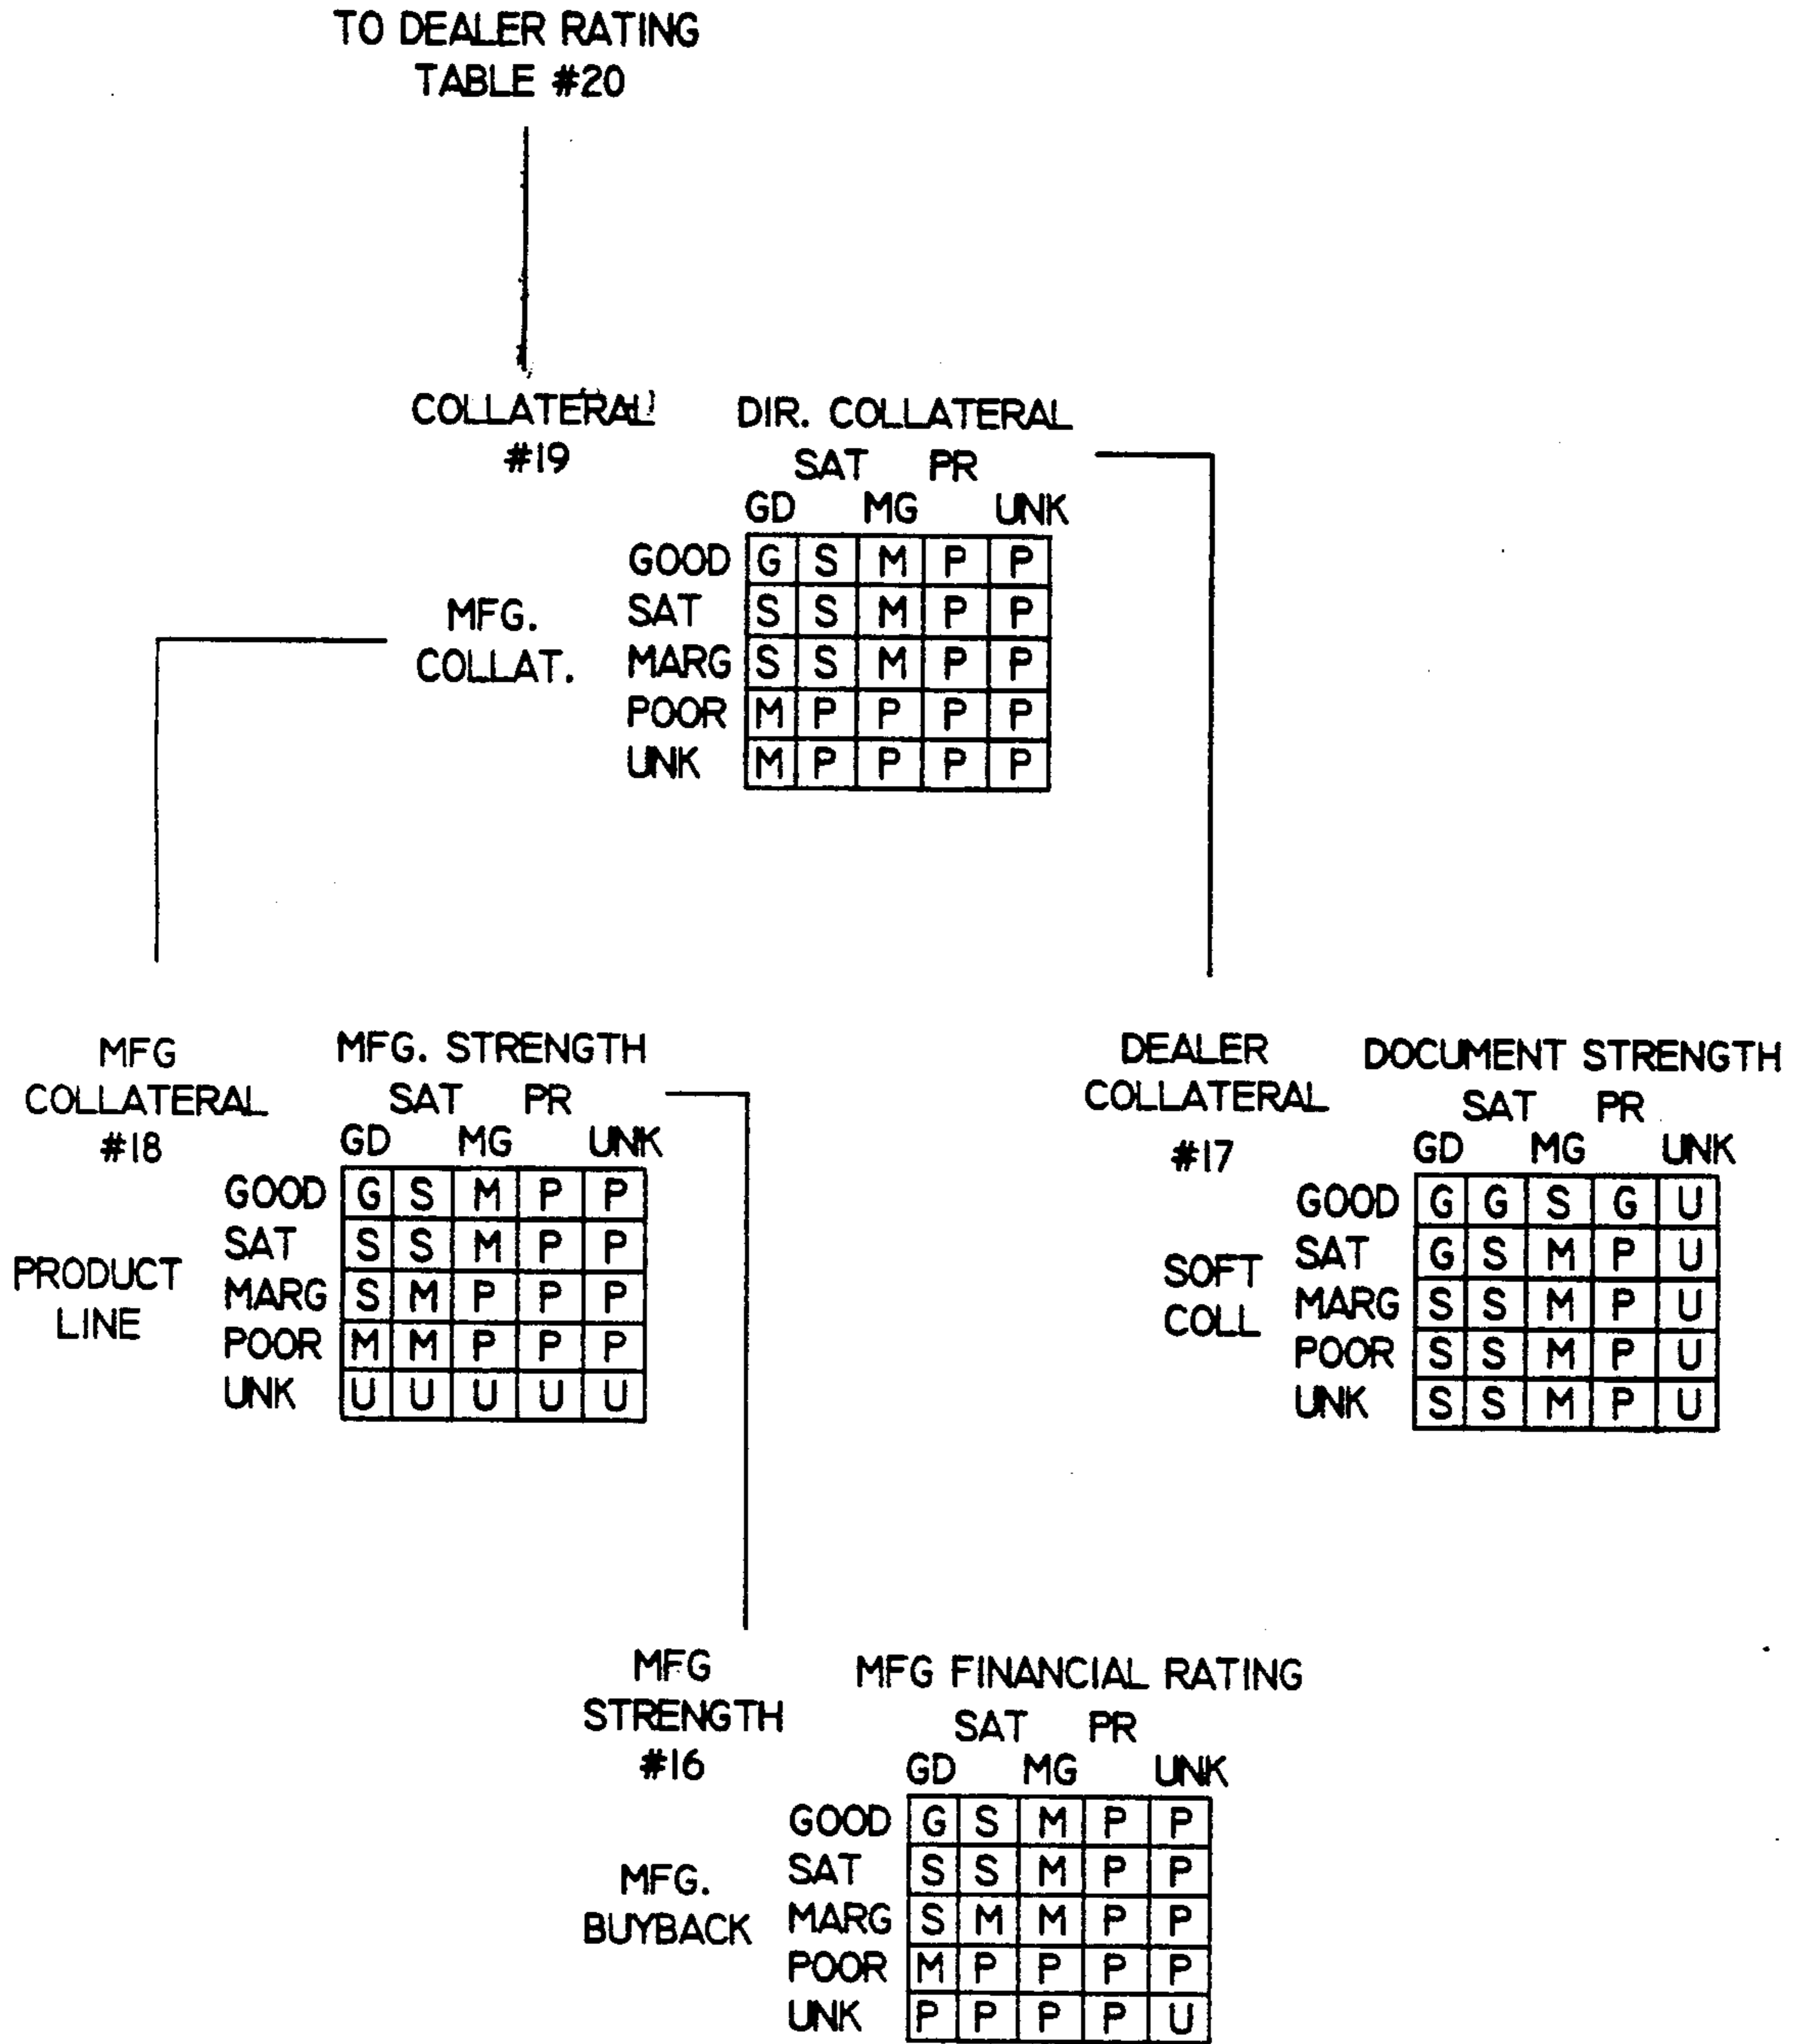 TO DEALER RATING
TABLE #20
COLLATERAL
#19
DIR. COLLATERAL
SAT PR
GD MG UNK
MFG.
COLLAT.
GOOD G S M P P
SAT S S M P P
MARG S S M P P
POOR M P P P P
UNK M P P P P
MFG
COLLATERAL
#18
MFG. STRENGTH
SAT PR
GD MG UNK
PRODUCT
LINE
GOOD G S M P P
SAT S S M P P
MARG S M P P P
POOR M M P P P
UNK U U U U U
DEALER
COLLATERAL
#17
DOCUMENT STRENGTH
SAT PR
GD MG UNK
SOFT
COLL
GOOD G G S G U
SAT G S M P U
MARG S S M P U
POOR S S M P U
UNK S S M P U
MFG
STRENGTH
#16
MFG FINANCIAL RATING
SAT PR
GD MG UNK
MFG.
BUYBACK
GOOD G S M P P
SAT S S M P P
MARG S M M P P
POOR M P P P P
UNK P P P P U